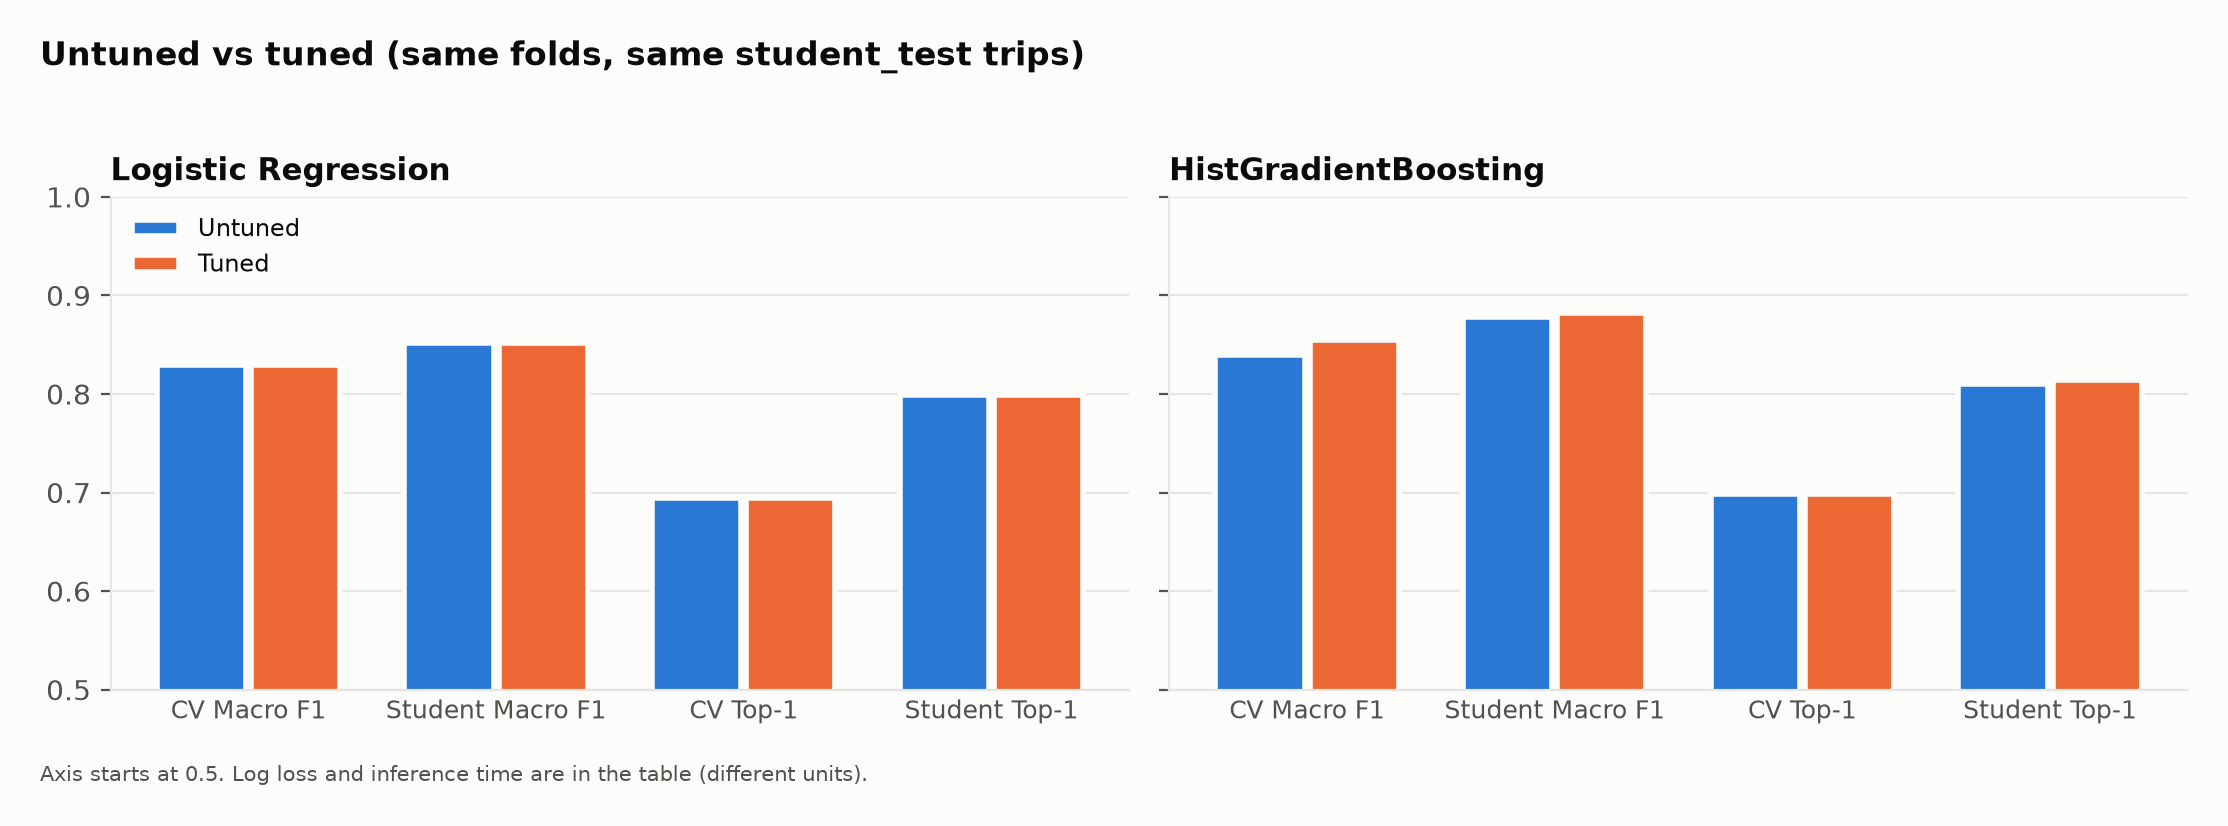 Untuned vs tuned (same folds, same student_test trips)
Logistic Regression
1.0
0.9
0.8
0.7
0.6
0.5
Untuned
Tuned
CV Macro F1
Student Macro F1
CV Top-1
Student Top-1
HistGradientBoosting
CV Macro F1
Student Macro F1
CV Top-1
Student Top-1
Axis starts at 0.5. Log loss and inference time are in the table (different units).